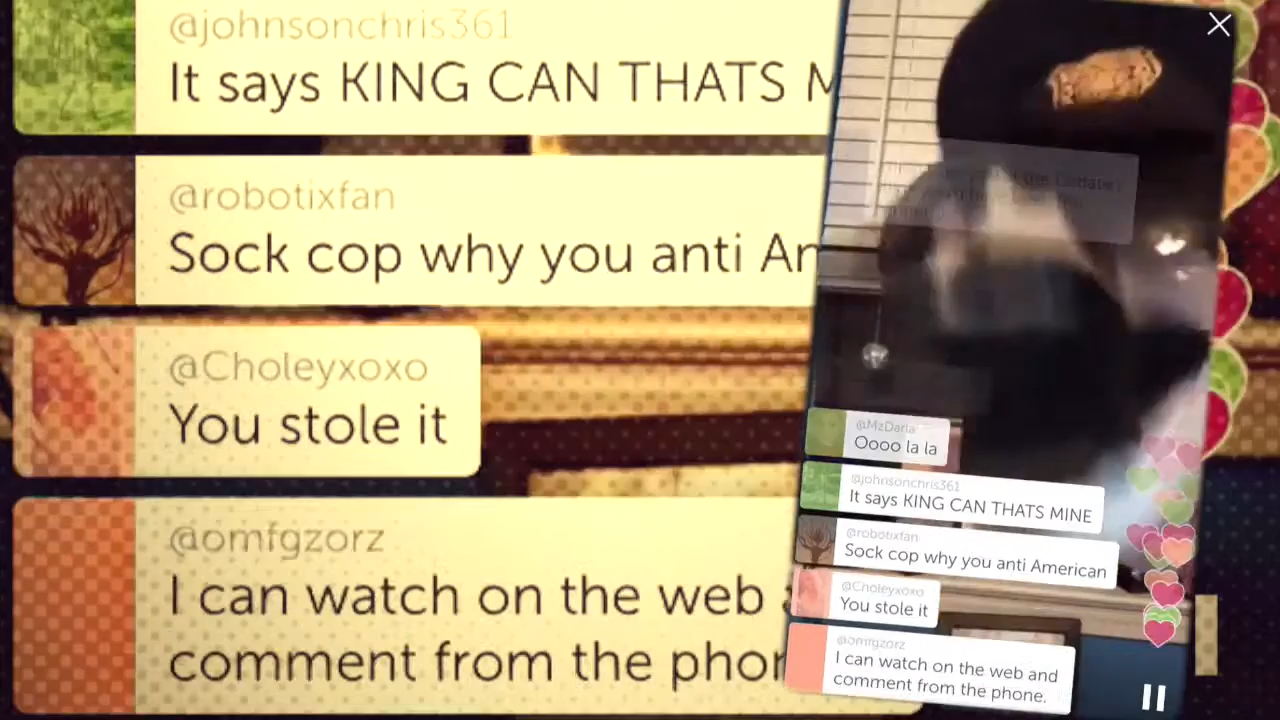 @johnsonchris361
It says KING CAN THATS M
@robotixfan
Sock cop why you anti An
@Choleyxoxo
You stole it
@omfgzorz
I can watch on the web
comment from the phon
@MzDarla
Oooo la la
@johnsonchris361
It says KING CAN THATS MINE
@robotixfan
Sock cop why you anti American
@Choleyxoxo
You stole it
@omfgzorz
I can watch on the web and
comment from the phone.